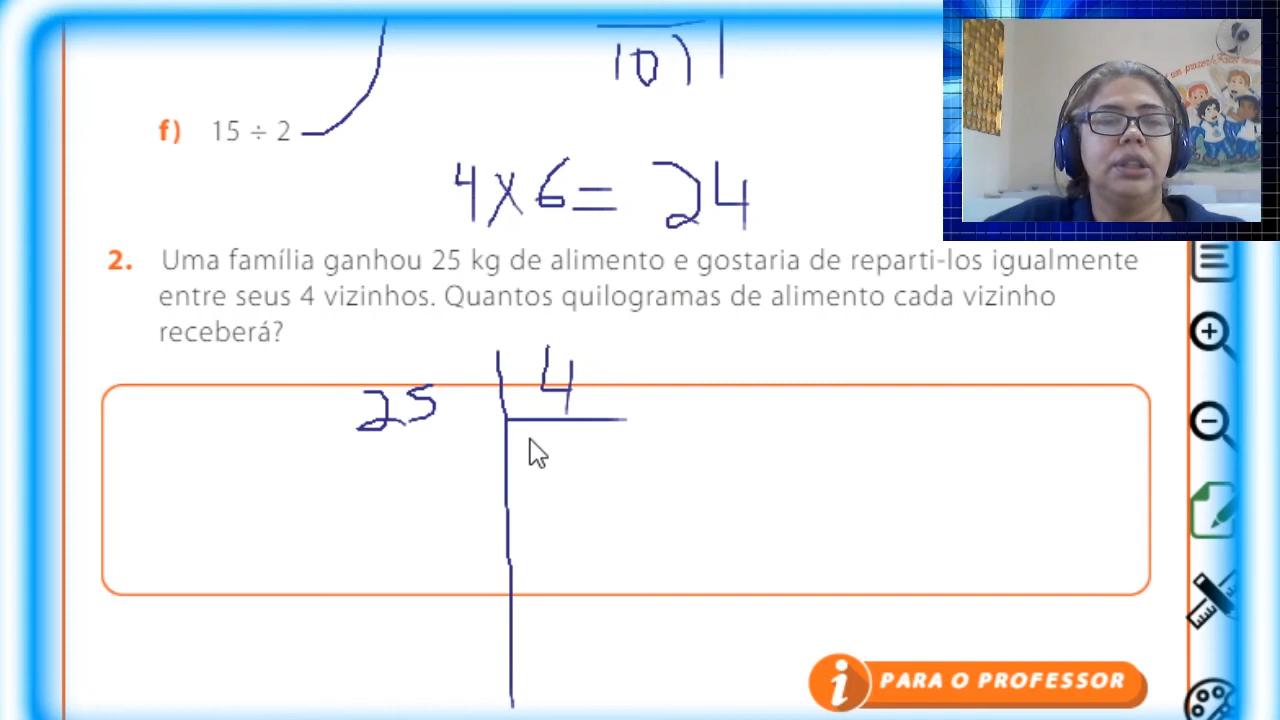 10)
f) 15 ÷ 2
4x6= 24
2. Uma família ganhou 25 kg de alimento e gostaria de reparti-los igualmente
entre seus 4 vizinhos. Quantos quilogramas de alimento cada vizinho
receberá?
25 4
i PARA O PROFESSOR